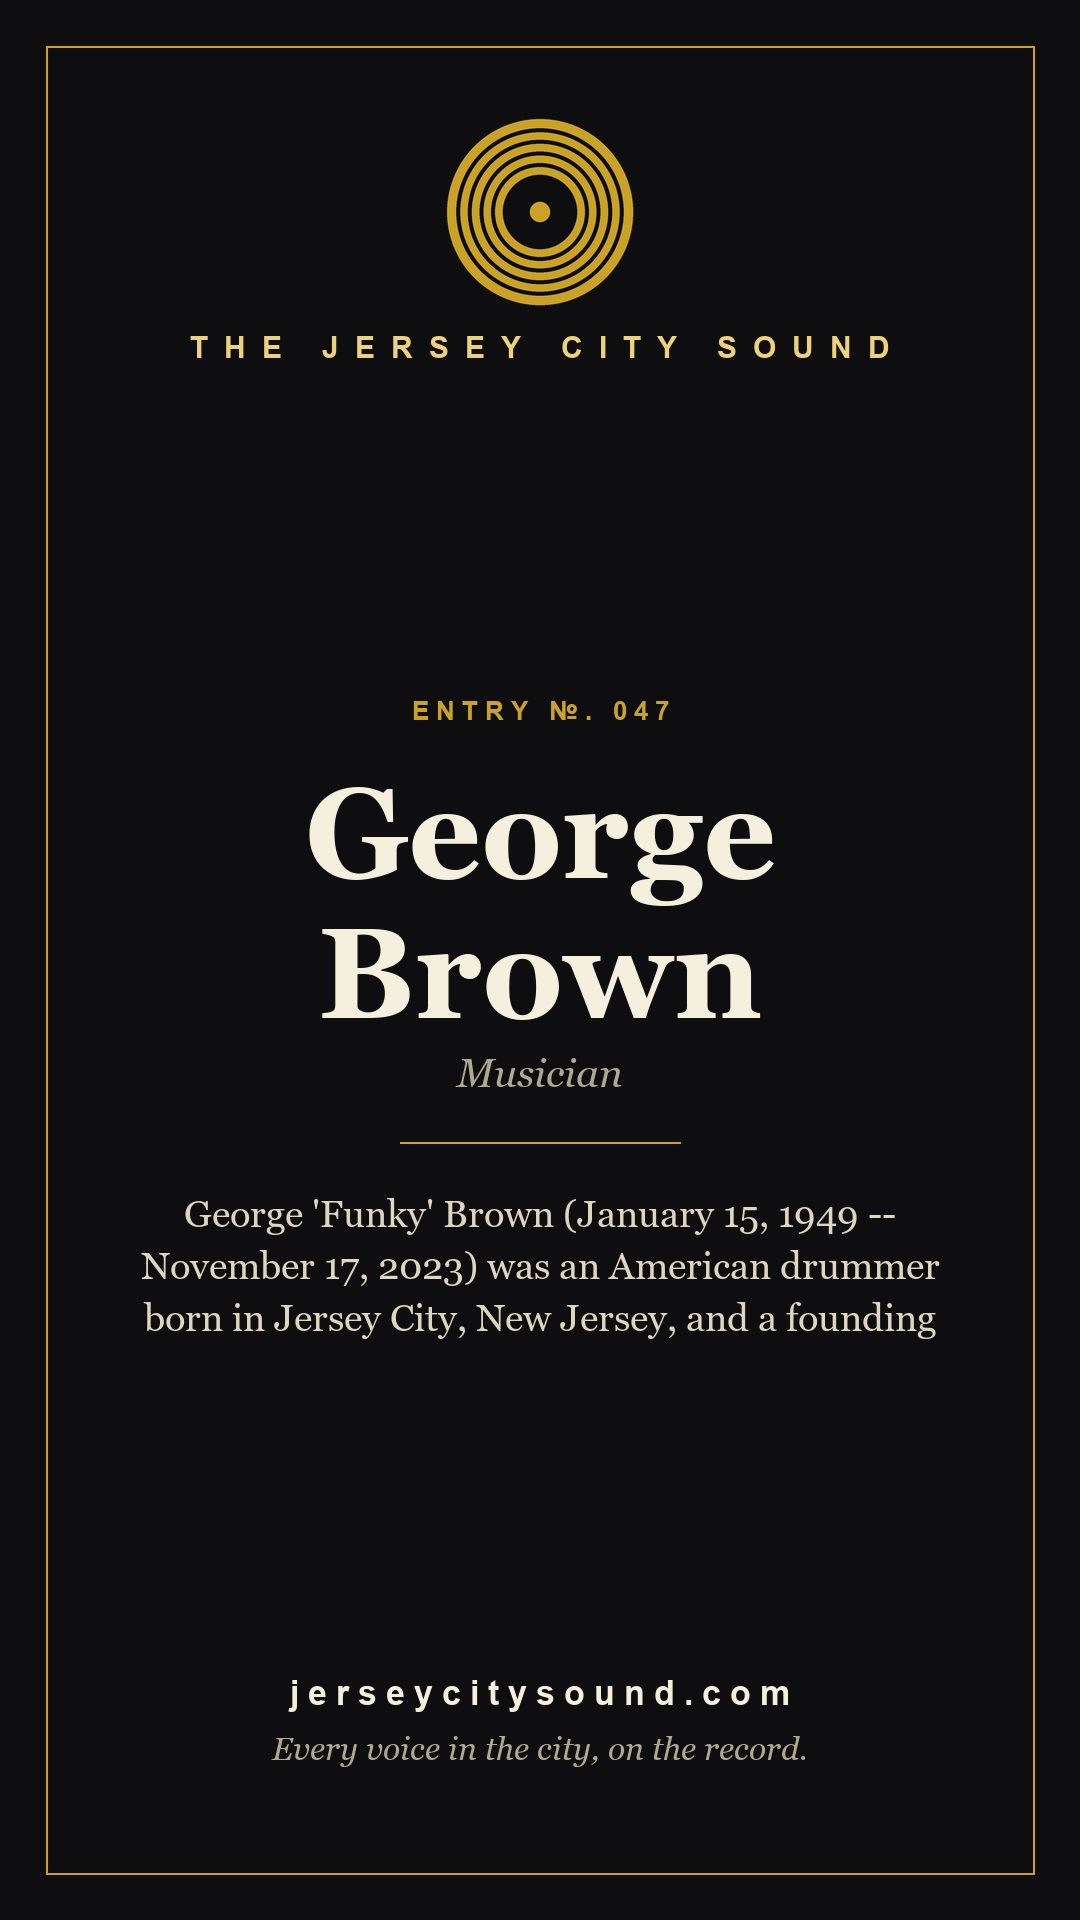 THE JERSEY CITY SOUND
ENTRY №. 047
George
Brown
Musician
George 'Funky' Brown (January 15, 1949 --
November 17, 2023) was an American drummer
born in Jersey City, New Jersey, and a founding
jerseycitysound.com
Every voice in the city, on the record.